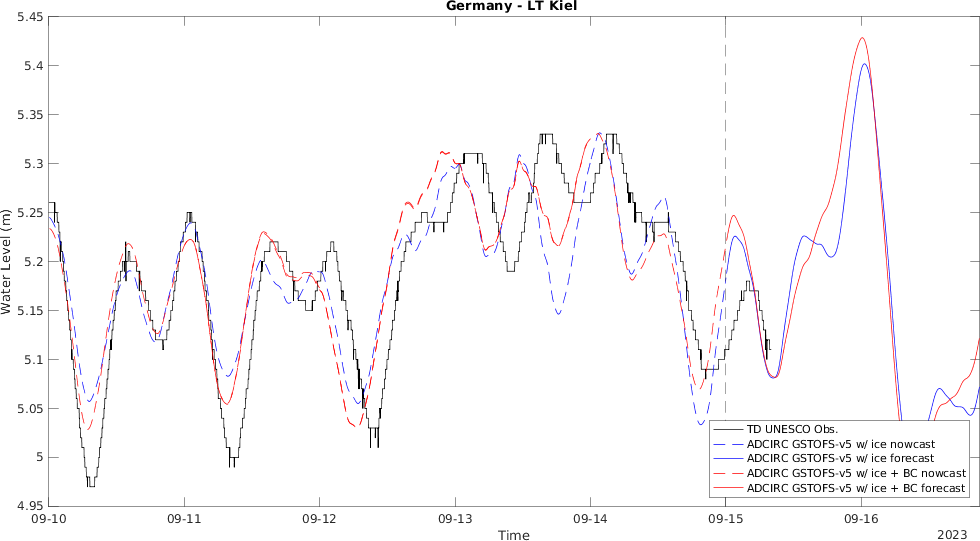 Germany - LT Kiel
5.45
5.4
5.35
5.3
5.25
5.2
5.15
5.1
5.05
5
4.95
Water Level (m)
TD UNESCO Obs.
ADCIRC GSTOFS-v5 w/ ice nowcast
ADCIRC GSTOFS-v5 w/ ice forecast
ADCIRC GSTOFS-v5 w/ ice + BC nowcast
ADCIRC GSTOFS-v5 w/ ice + BC forecast
09-10 09-11 09-12 09-13 09-14 09-15 09-16
Time
2023